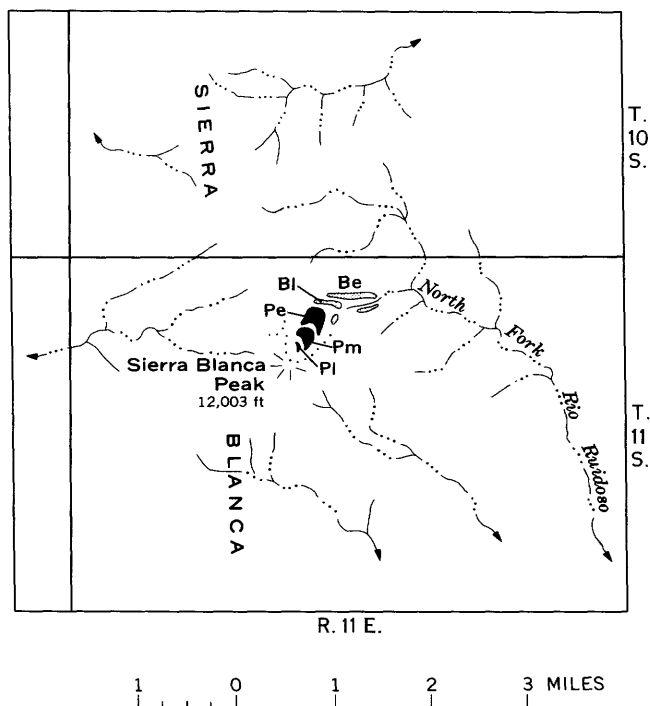 SIERRA
T.
10
S.
Bl
Be
Pe
North
Fork
Pm
Sierra Blanca
Pl
Peak
12,003 ft
Rio
Ruidoso
T.
11
S.
BLANCA
R. 11 E.
1 0 1 2 3 MILES